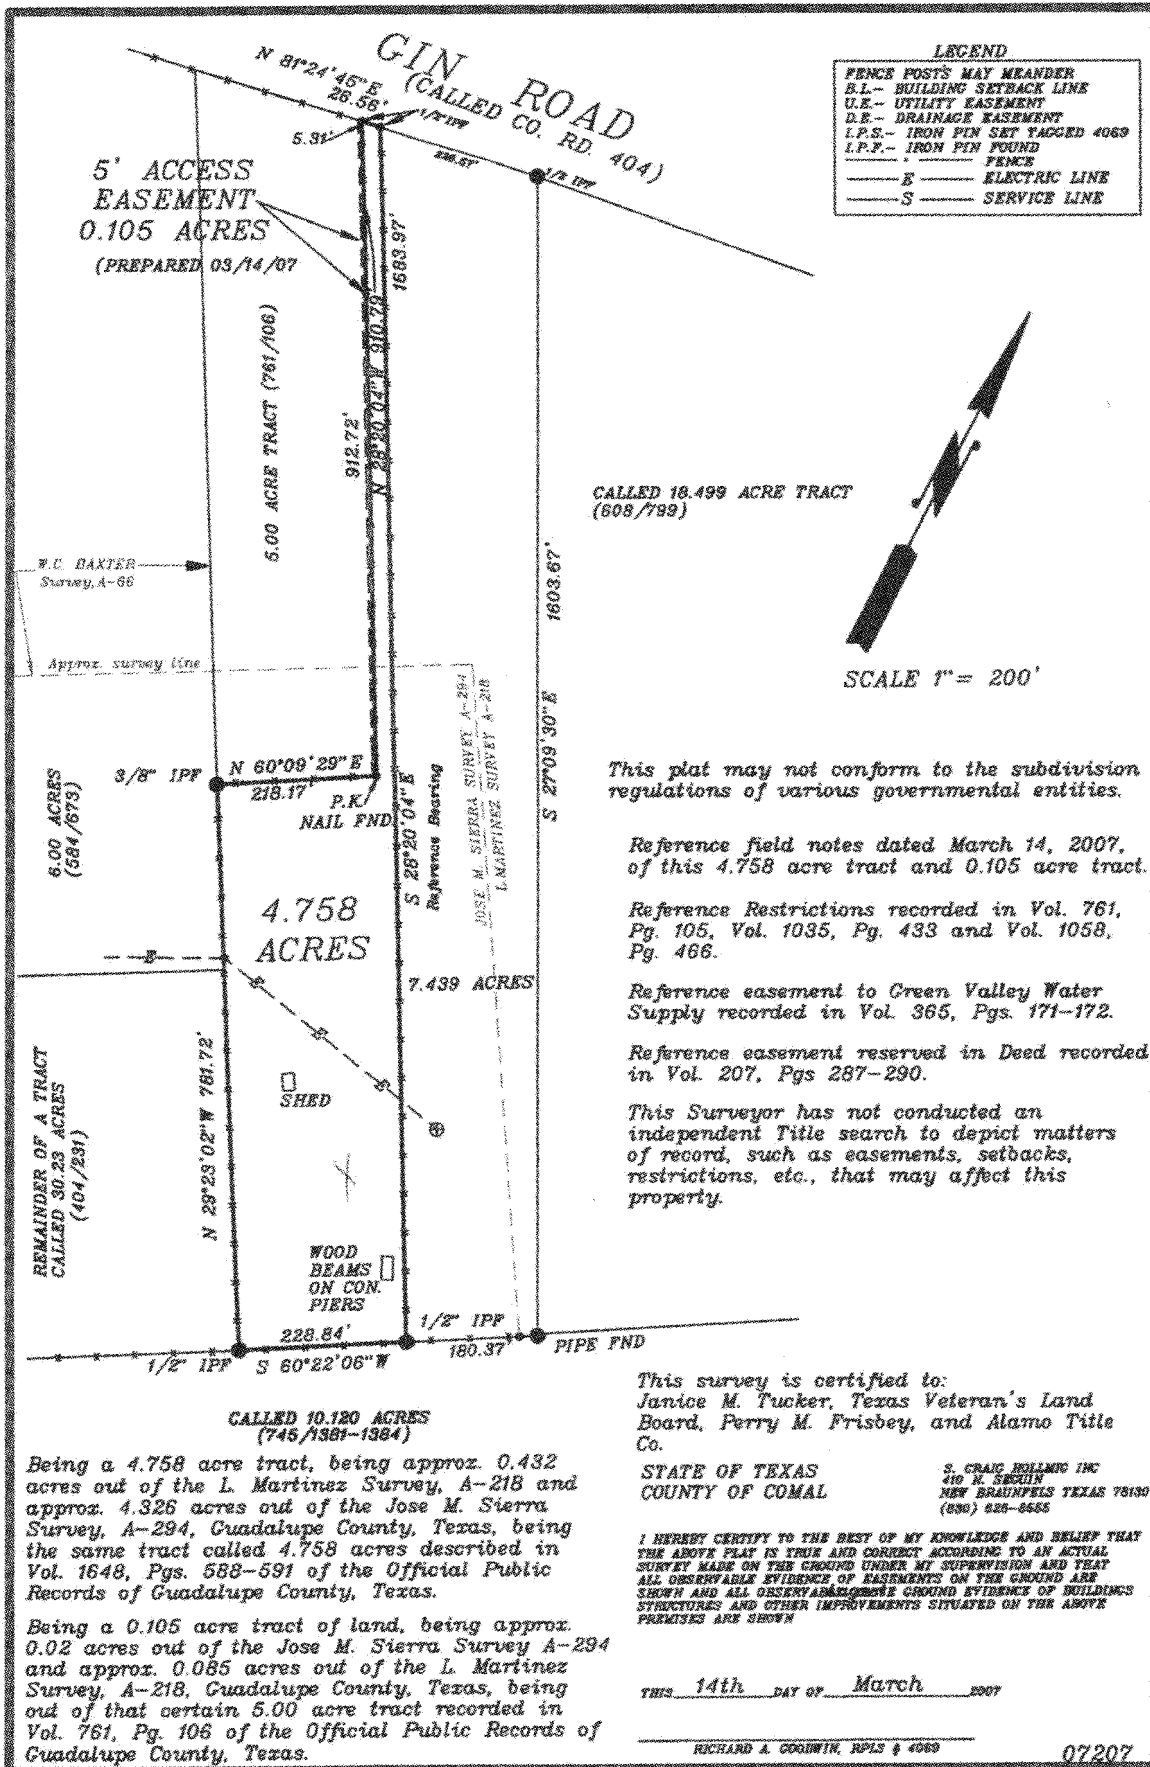 GIN ROAD
(CALLED CO. RD. 404)
N 81°24'45"E
26.56'
1/2 IPF
5.31'
1/2 IPF
5' ACCESS
EASEMENT
0.105 ACRES
(PREPARED 03/14/07
LEGEND
FENCE POSTS MAY MEANDER
B.L.- BUILDING SETBACK LINE
U.E.- UTILITY EASEMENT
D.E.- DRAINAGE EASEMENT
I.P.S.- IRON PIN SET TAGGED 4069
I.P.F.- IRON PIN FOUND
FENCE
E ELECTRIC LINE
S SERVICE LINE
1683.97'
N 28°20'04"W 910.79'
912.72'
5.00 ACRE TRACT (761/106)
CALLED 18.499 ACRE TRACT
(608/799)
W.C. BAXTER
Survey, A-66
Approx. survey line
1603.67'
S 27°09'30"E
SCALE 1"= 200'
JOSE M. SIERRA SURVEY A-294
L.MARTINEZ SURVEY A-218
3/8" IPF
N 60°09'29"E
218.17'
P.K.
NAIL FND
S 28°20'04"E
Reference Bearing
6.00 ACRES
(584/673)
4.758
ACRES
E
7.439 ACRES
N 29°23'02"W 781.72'
REMAINDER OF A TRACT
CALLED 30.23 ACRES
(404/231)
SHED
WOOD
BEAMS
ON CON.
PIERS
1/2" IPF
228.84'
180.37'
PIPE FND
1/2" IPF
S 60°22'06"W
CALLED 10.120 ACRES
(745/1381-1384)
This plat may not conform to the subdivision
regulations of various governmental entities.
Reference field notes dated March 14, 2007,
of this 4.758 acre tract and 0.105 acre tract.
Reference Restrictions recorded in Vol. 761,
Pg. 105, Vol. 1035, Pg. 433 and Vol. 1058,
Pg. 466.
Reference easement to Green Valley Water
Supply recorded in Vol. 365, Pgs. 171-172.
Reference easement reserved in Deed recorded
in Vol. 207, Pgs 287-290.
This Surveyor has not conducted an
independent Title search to depict matters
of record, such as easements, setbacks,
restrictions, etc., that may affect this
property.
Being a 4.758 acre tract, being approx. 0.432
acres out of the L. Martinez Survey, A-218 and
approx. 4.326 acres out of the Jose M. Sierra
Survey, A-294, Guadalupe County, Texas, being
the same tract called 4.758 acres described in
Vol. 1648, Pgs. 588-591 of the Official Public
Records of Guadalupe County, Texas.
Being a 0.105 acre tract of land, being approx.
0.02 acres out of the Jose M. Sierra Survey A-294
and approx. 0.085 acres out of the L. Martinez
Survey, A-218, Guadalupe County, Texas, being
out of that certain 5.00 acre tract recorded in
Vol. 761, Pg. 106 of the Official Public Records of
Guadalupe County, Texas.
This survey is certified to:
Janice M. Tucker, Texas Veteran's Land
Board, Perry M. Frisbey, and Alamo Title
Co.
STATE OF TEXAS
COUNTY OF COMAL
S. CRAIG HOLLMIG INC
410 N. SEGUIN
NEW BRAUNFELS TEXAS 78130
I HEREBY CERTIFY TO THE BEST OF MY KNOWLEDGE AND BELIEF THAT
THE ABOVE PLAT IS TRUE AND CORRECT ACCORDING TO AN ACTUAL
SURVEY MADE ON THE GROUND UNDER MY SUPERVISION AND THAT
ALL OBSERVABLE EVIDENCE OF EASEMENTS ON THE GROUND ARE
SHOWN AND ALL OBSERVABLE GROUND EVIDENCE OF BUILDINGS
STRUCTURES AND OTHER IMPROVEMENTS SITUATED ON THE ABOVE
PREMISES ARE SHOWN
THIS 14th DAY OF March 2007
RICHARD A. GOODWIN, RPLS # 4069
07207